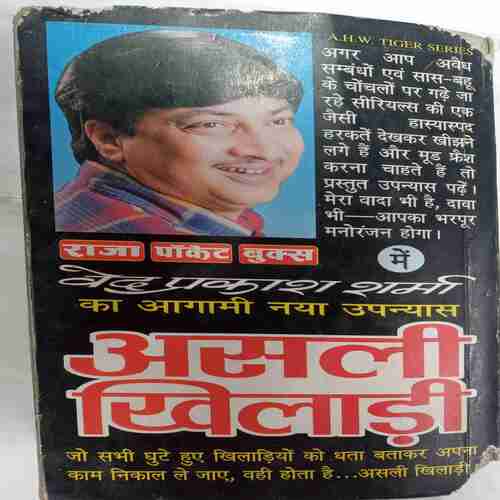 A.H.W. TIGER SERIES
अगर आप अवैध
सम्बंधों एवं सास-बहू
के चोंचलों पर गढ़े जा
रहे सीरियल्स की एक
जैसी हास्यास्पद
हरकतें देखकर खीझने
लगे हैं और मूड फ्रैश
करना चाहते हैं तो
प्रस्तुत उपन्यास पढ़ें।
मेरा वादा भी है, दावा
भी—आपका भरपूर
मनोरंजन होगा।
राजा पॉकेट बुक्स में
वेद प्रकाश शर्मा
का आगामी नया उपन्यास
असली
खिलाड़ी
जो सभी घुटे हुए खिलाड़ियों को धता बताकर अपना
काम निकाल ले जाए, वही होता है...असली खिलाड़ी